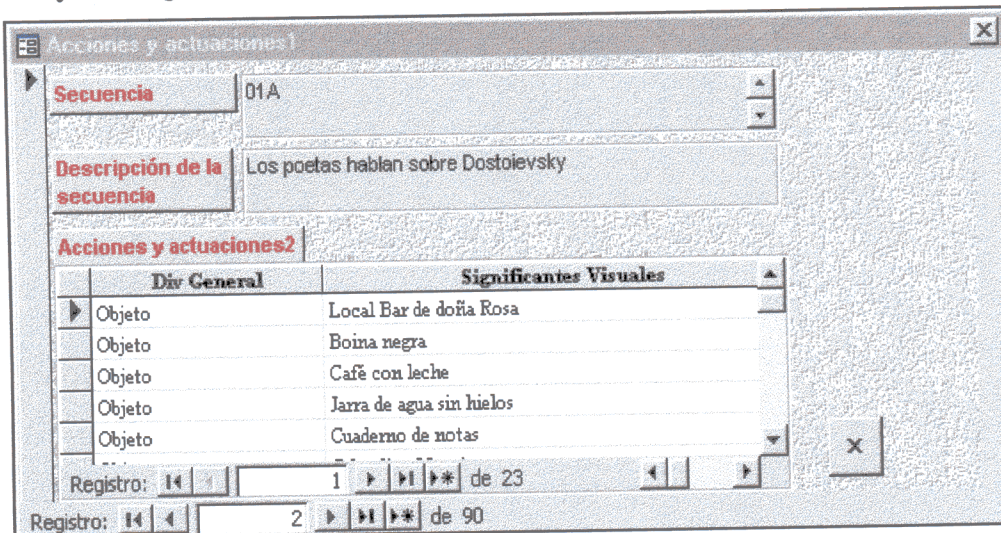 Acciones y actuaciones1
Secuencia 01A
Descripción de la secuencia Los poetas hablan sobre Dostoievsky
Acciones y actuaciones2
Div General Significantes Visuales
Objeto Local Bar de doña Rosa
Objeto Boina negra
Objeto Café con leche
Objeto Jarra de agua sin hielos
Objeto Cuaderno de notas
Registro: 1 de 23
Registro: 2 de 90